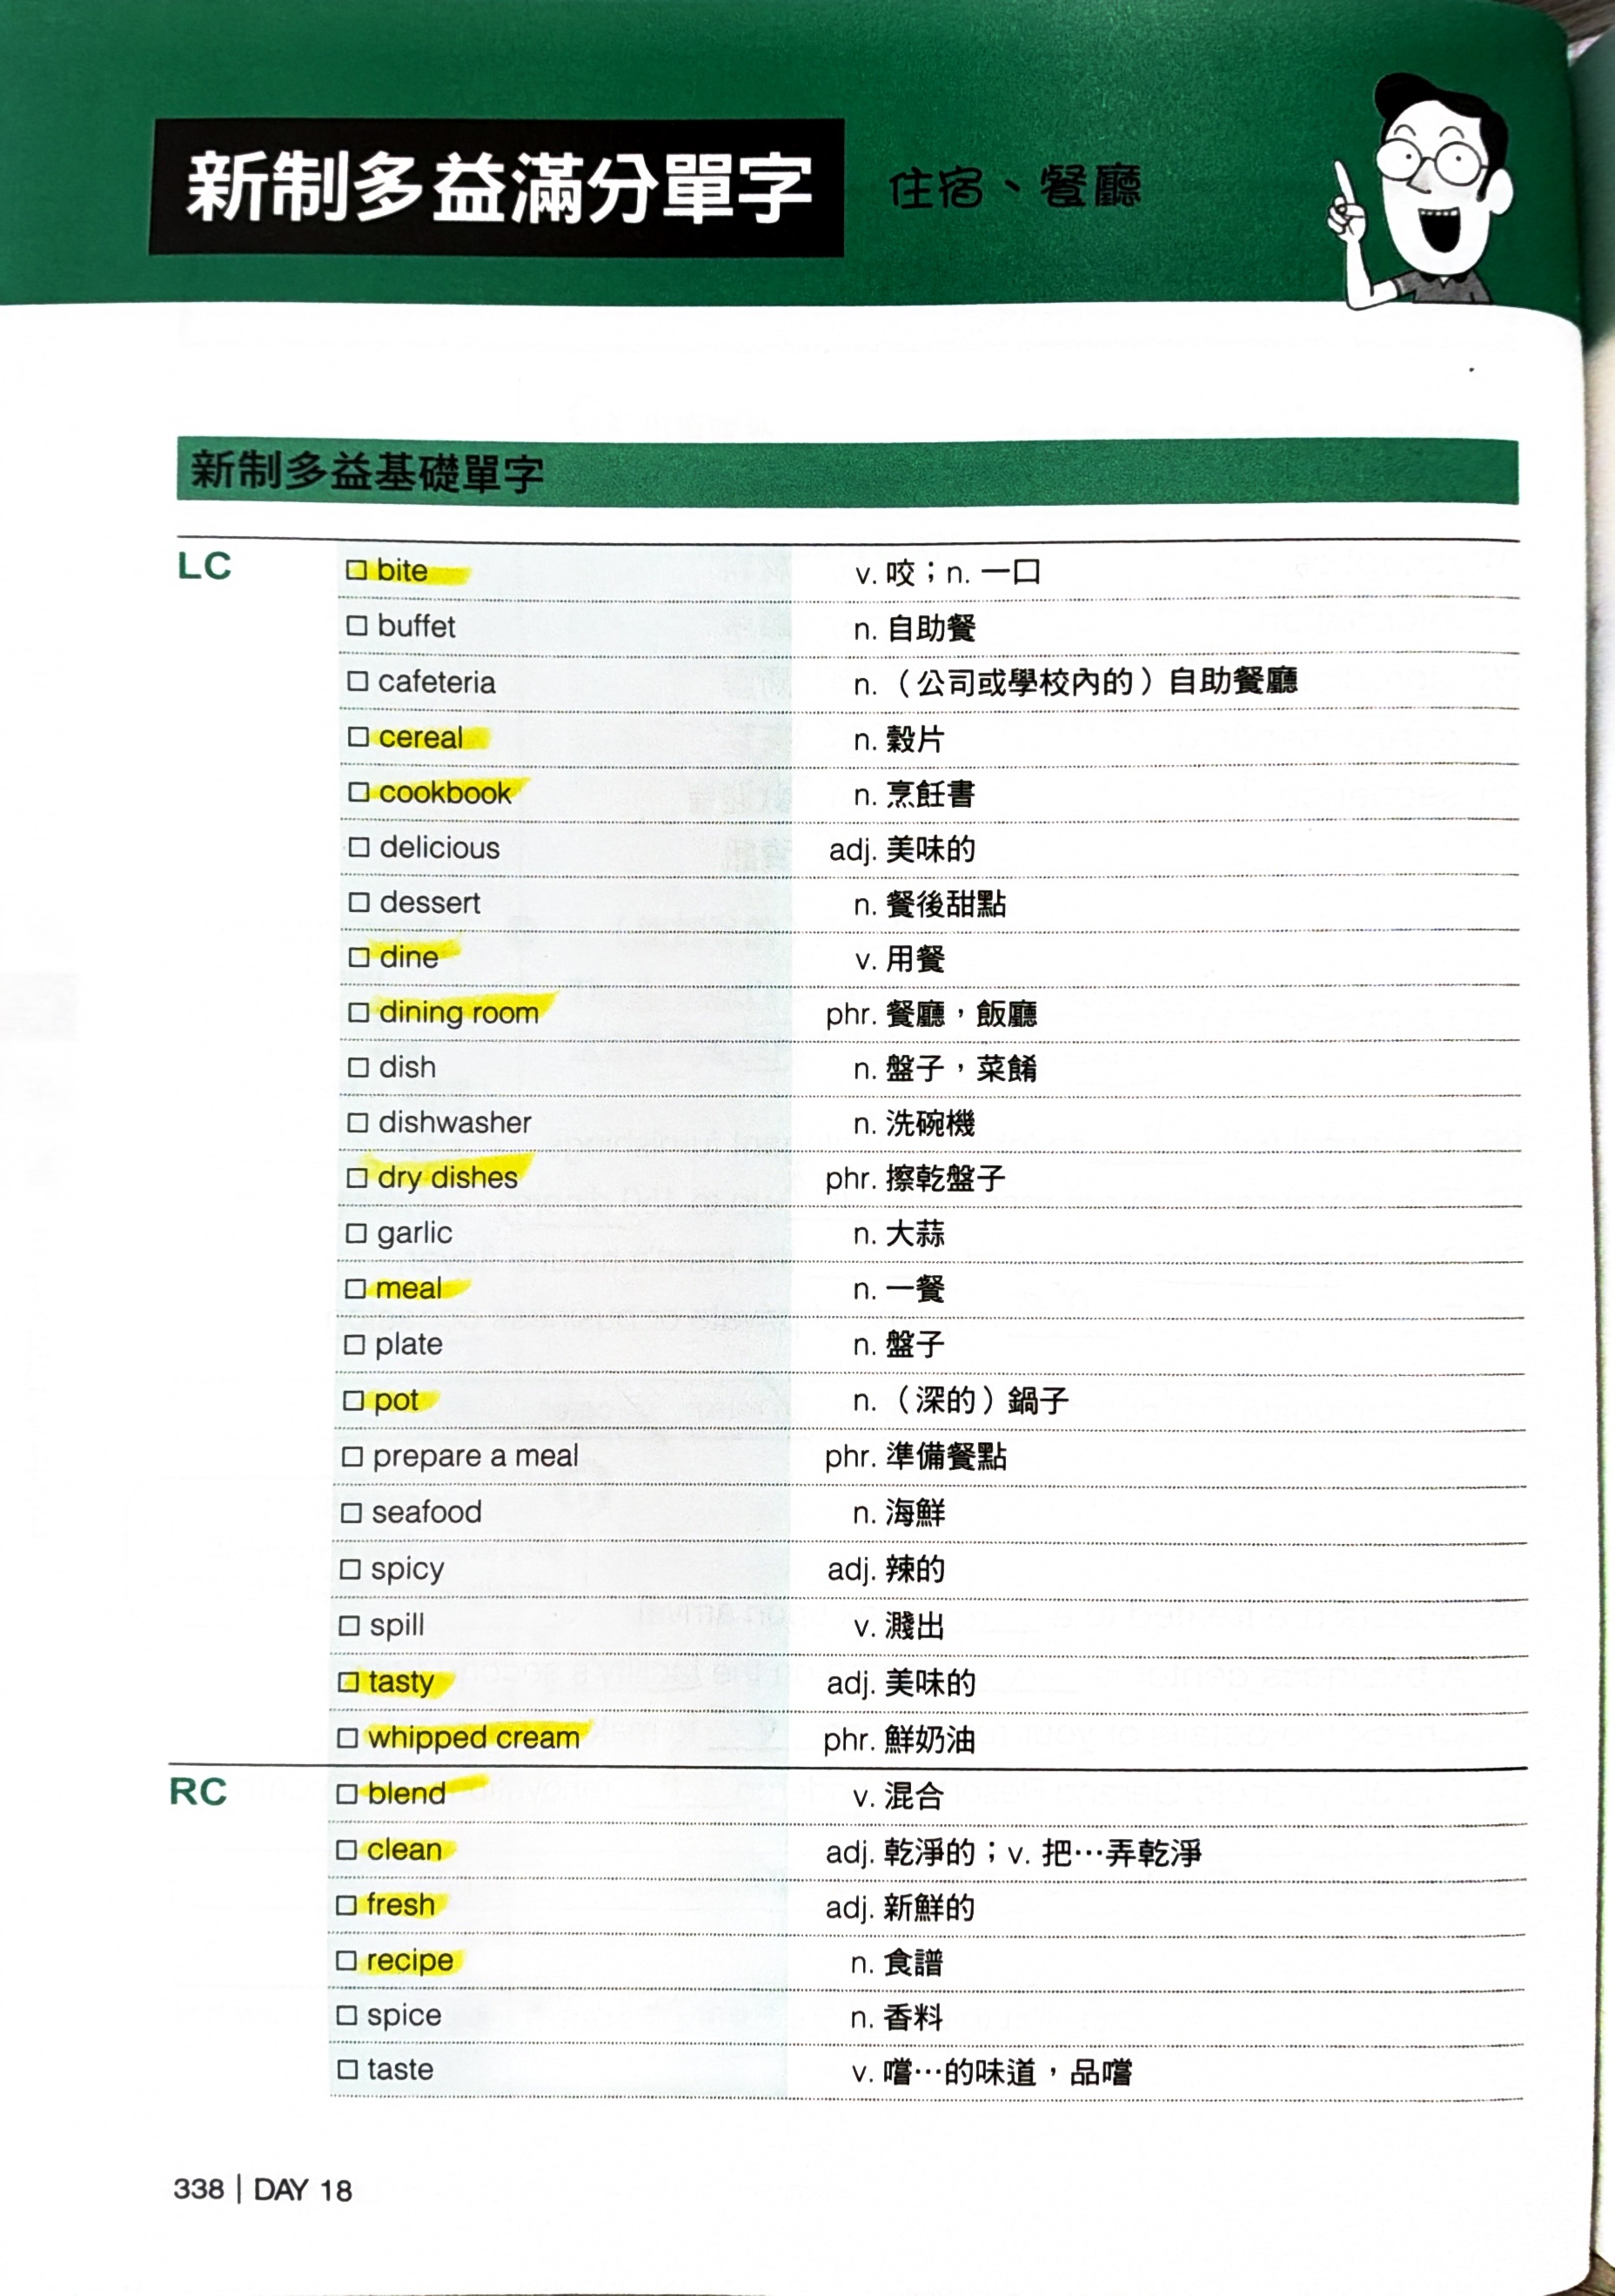 新制多益滿分單字 住宿、餐廳
新制多益基礎單字
LC □ bite v. 咬；n. 一口
□ buffet n. 自助餐
□ cafeteria n.（公司或學校內的）自助餐廳
□ cereal n. 穀片
□ cookbook n. 烹飪書
□ delicious adj. 美味的
□ dessert n. 餐後甜點
□ dine v. 用餐
□ dining room phr. 餐廳，飯廳
□ dish n. 盤子，菜餚
□ dishwasher n. 洗碗機
□ dry dishes phr. 擦乾盤子
□ garlic n. 大蒜
□ meal n. 一餐
□ plate n. 盤子
□ pot n.（深的）鍋子
□ prepare a meal phr. 準備餐點
□ seafood n. 海鮮
□ spicy adj. 辣的
□ spill v. 濺出
□ tasty adj. 美味的
□ whipped cream phr. 鮮奶油
RC □ blend v. 混合
□ clean adj. 乾淨的；v. 把…弄乾淨
□ fresh adj. 新鮮的
□ recipe n. 食譜
□ spice n. 香料
□ taste v. 嚐…的味道，品嚐
338 | DAY 18